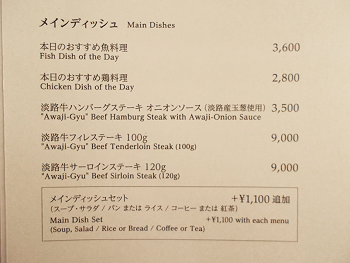 メインディッシュ Main Dishes
本日のおすすめ魚料理 3,600
Fish Dish of the Day
本日のおすすめ鶏料理 2,800
Chicken Dish of the Day
淡路牛ハンバーグステーキ オニオンソース (淡路産玉葱使用) 3,500
"Awaji-Gyu" Beef Hamburg Steak with Awaji-Onion Sauce
淡路牛フィレステーキ 100g 9,000
"Awaji-Gyu" Beef Tenderloin Steak (100g)
淡路牛サーロインステーキ 120g 9,000
"Awaji-Gyu" Beef Sirloin Steak (120g)
メインディッシュセット +¥1,100 追加
(スープ・サラダ / パン または ライス / コーヒー または 紅茶)
Main Dish Set +¥1,100 with each menu
(Soup, Salad / Rice or Bread / Coffee or Tea)